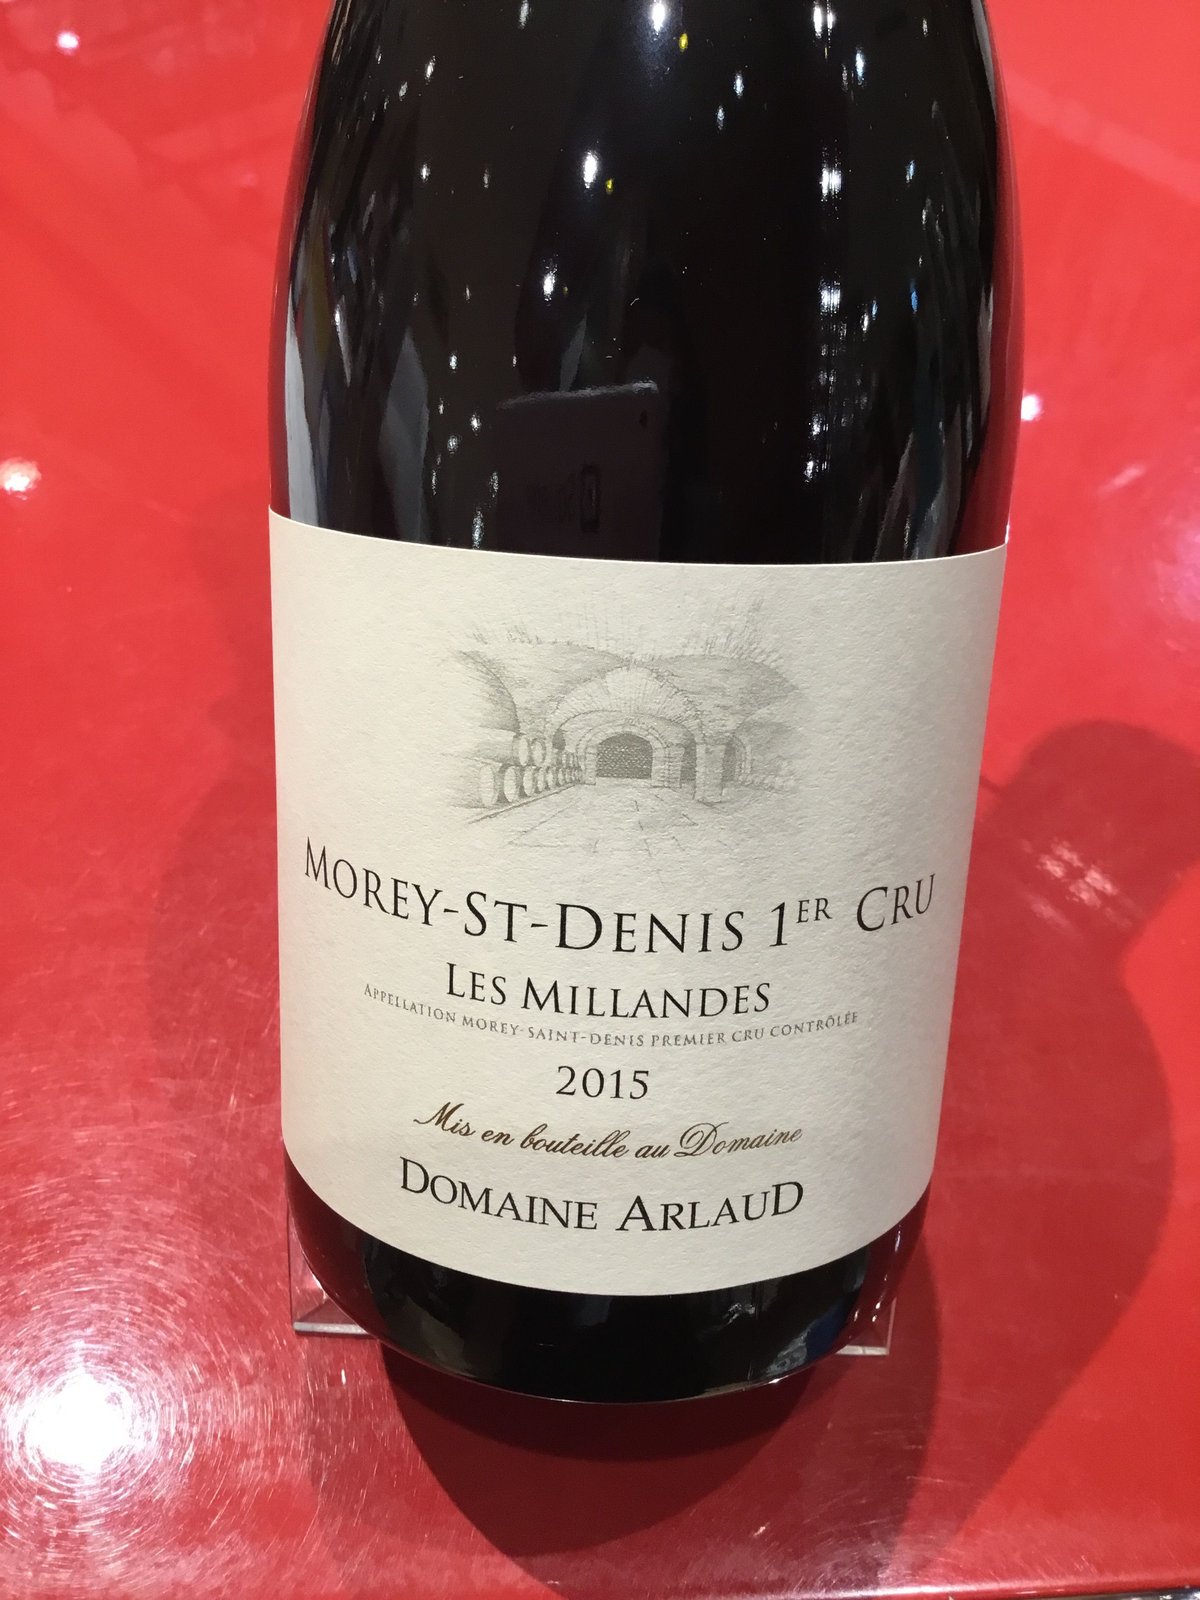 MOREY-ST-DENIS 1ER CRU
LES MILLANDES
APPELLATION MOREY-SAINT-DENIS PREMIER CRU CONTRÔLÉE
2015
Mis en bouteille au Domaine
DOMAINE ARLAUD